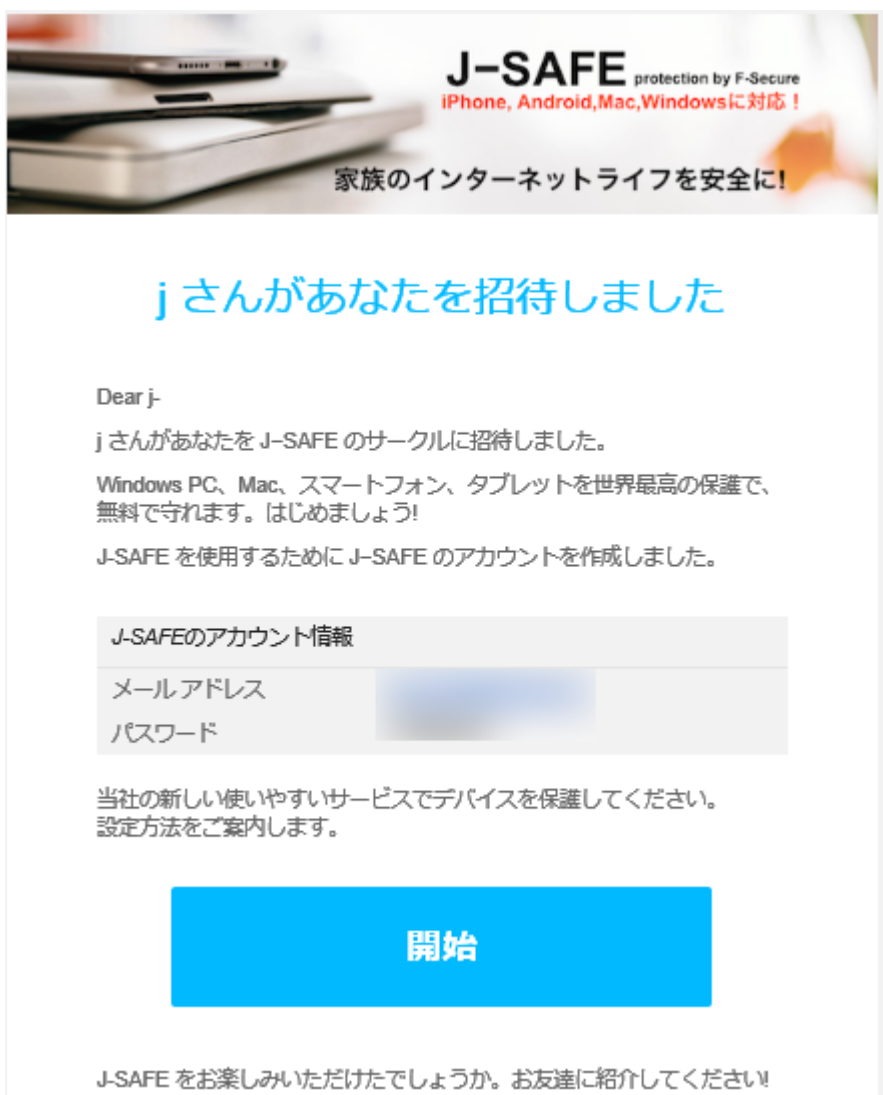 J-SAFE protection by F-Secure
iPhone, Android,Mac,Windowsに対応！
家族のインターネットライフを安全に!
j さんがあなたを招待しました
Dear j-
j さんがあなたを J-SAFE のサークルに招待しました。
Windows PC、Mac、スマートフォン、タブレットを世界最高の保護で、
無料で守れます。はじめましょう!
J-SAFE を使用するために J-SAFE のアカウントを作成しました。
J-SAFEのアカウント情報
メール アドレス
パスワード
当社の新しい使いやすいサービスでデバイスを保護してください。
設定方法をご案内します。
開始
J-SAFE をお楽しみいただけたでしょうか。お友達に紹介してください!